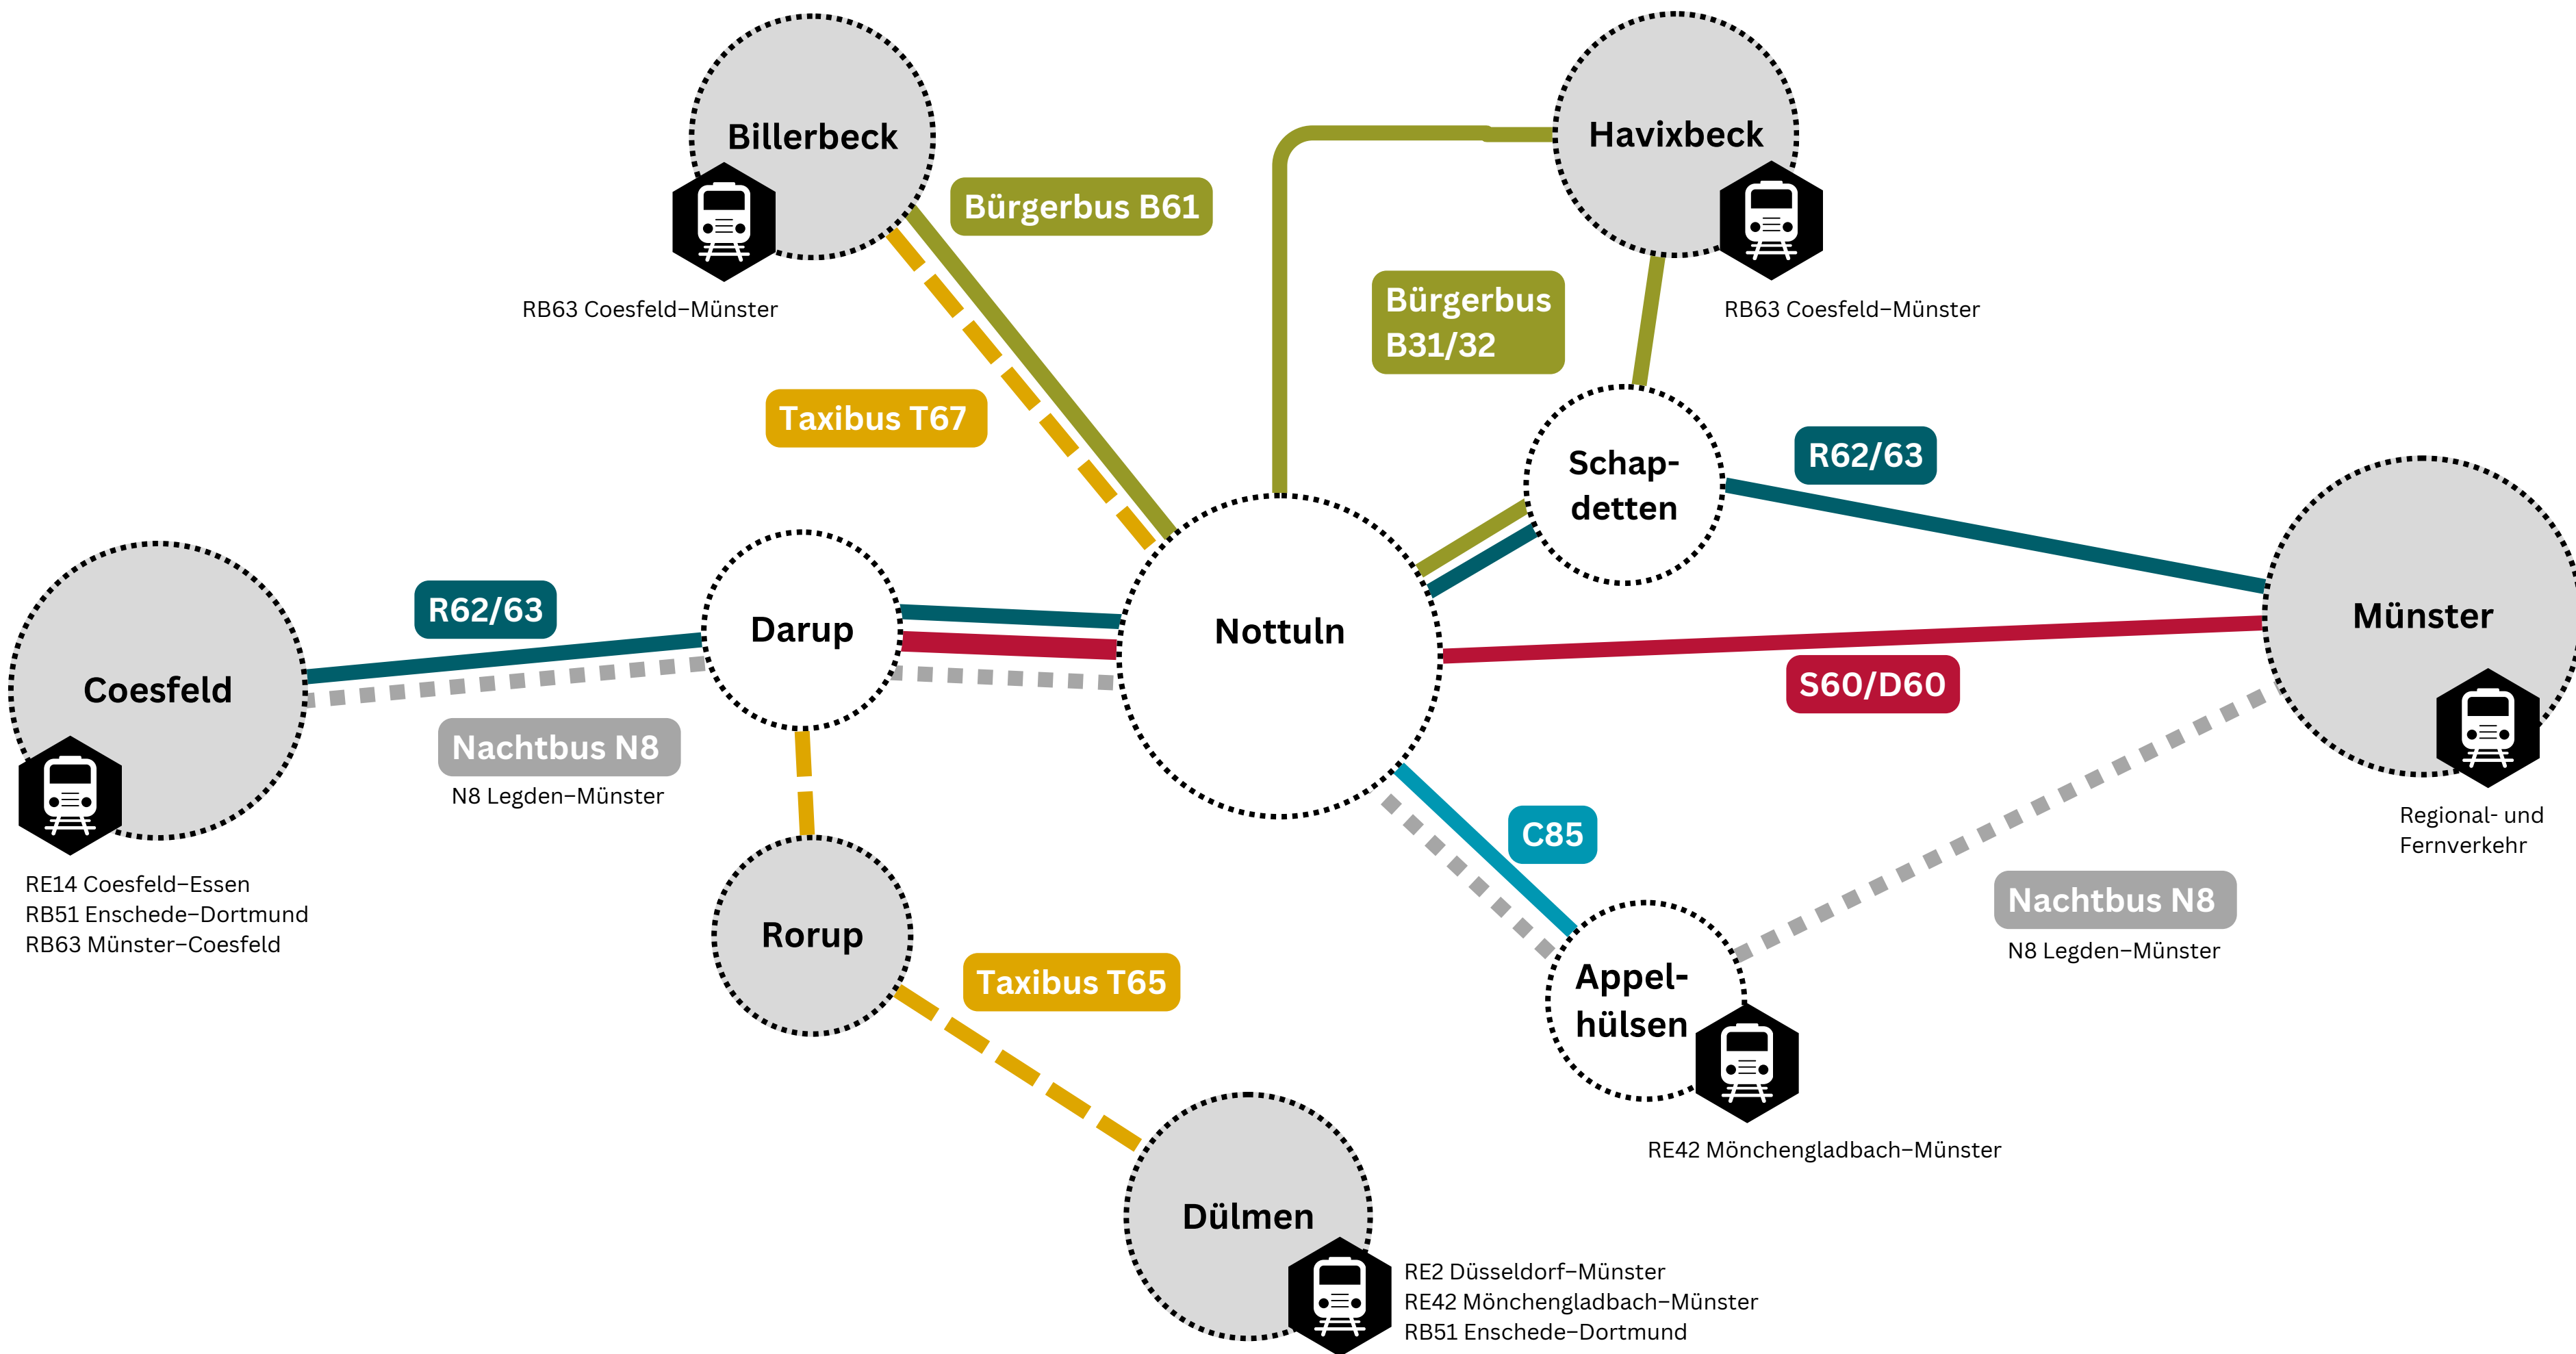 Billerbeck
RB63 Coesfeld–Münster
Bürgerbus B61
Taxibus T67
Havixbeck
RB63 Coesfeld–Münster
Bürgerbus
B31/32
Schap-
detten
R62/63
Münster
Regional- und
Fernverkehr
S60/D60
Nottuln
Darup
R62/63
Coesfeld
Nachtbus N8
N8 Legden–Münster
RE14 Coesfeld–Essen
RB51 Enschede–Dortmund
RB63 Münster–Coesfeld
Rorup
Taxibus T65
C85
Appel-
hülsen
RE42 Mönchengladbach–Münster
Nachtbus N8
N8 Legden–Münster
Dülmen
RE2 Düsseldorf–Münster
RE42 Mönchengladbach–Münster
RB51 Enschede–Dortmund